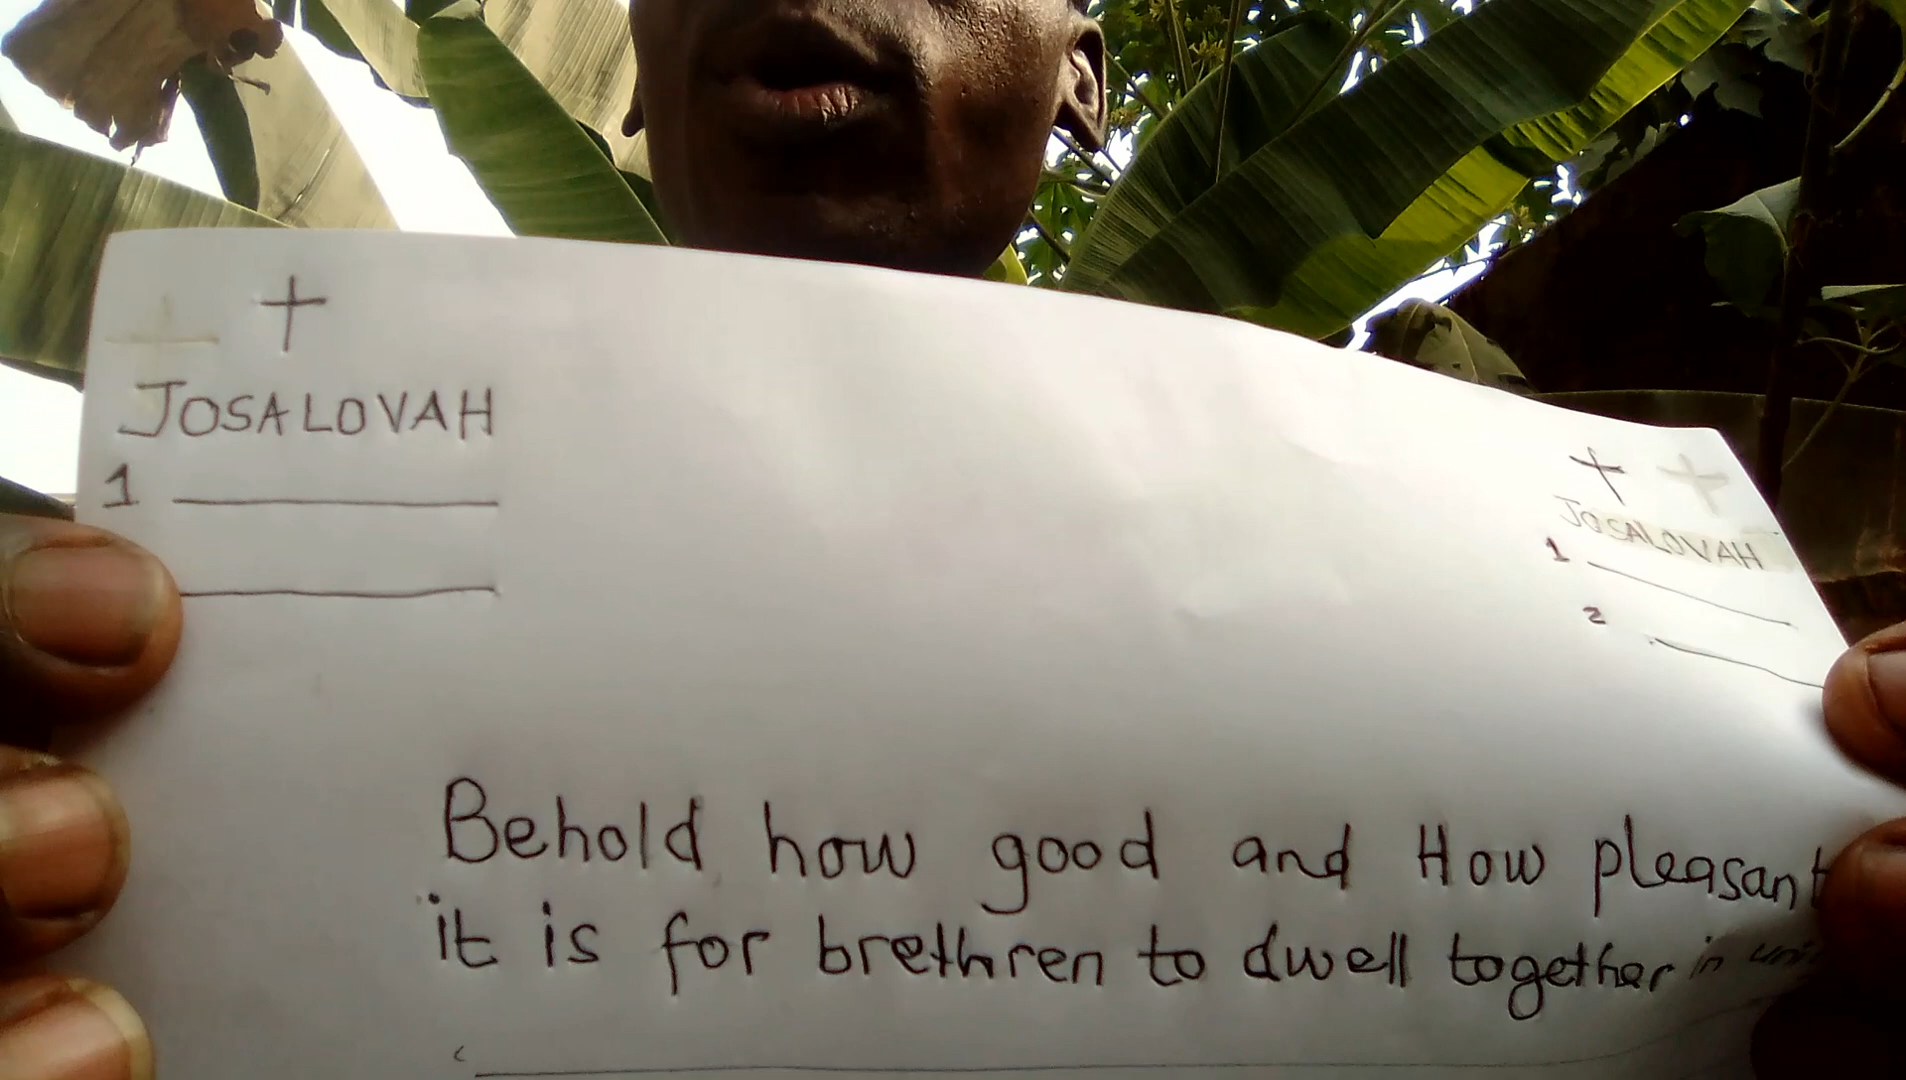 JOSALOVAH
1
JOSALOVAH
1
2
Behold how good and How pleasant
it is for brethren to dwell together in